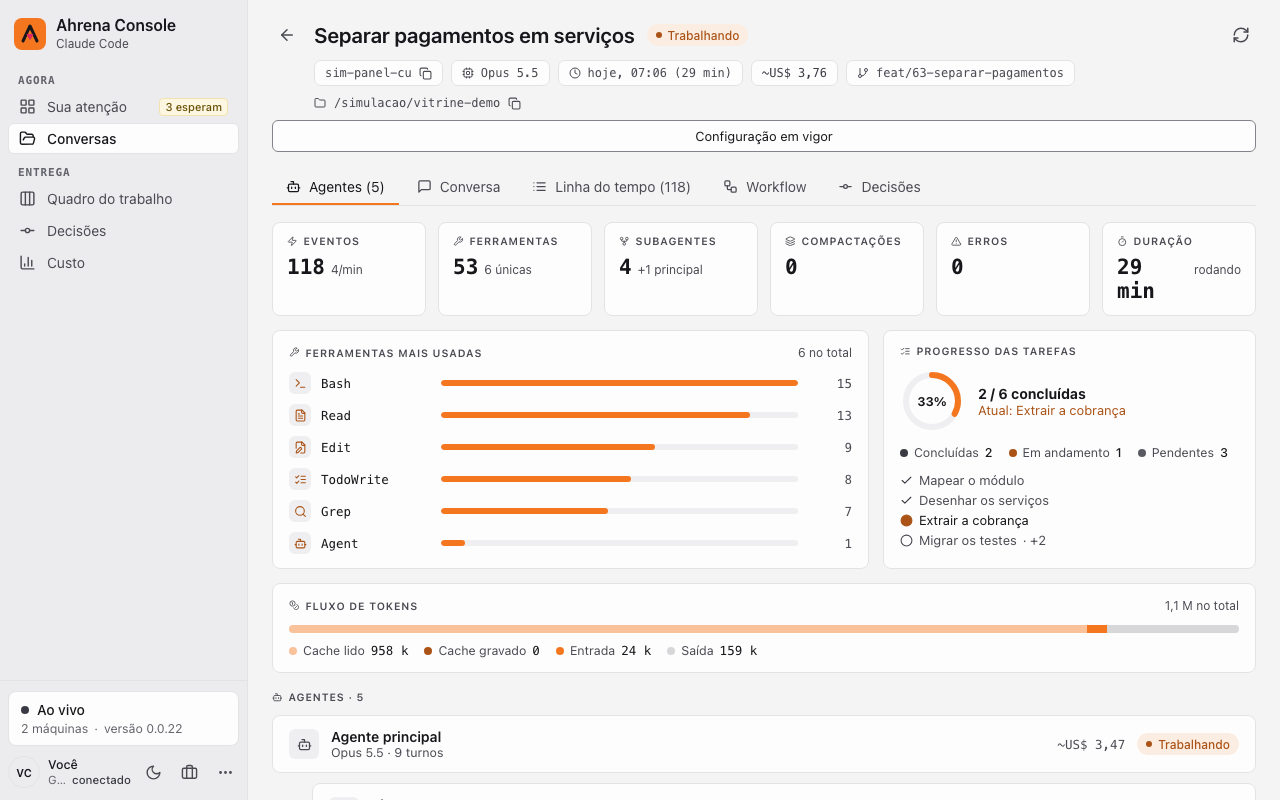 Ahrena Console
Claude Code
AGORA
Sua atenção 3 esperam
Conversas
ENTREGA
Quadro do trabalho
Decisões
Custo
Ao vivo
2 máquinas · versão 0.0.22
VC Você
G... conectado
Separar pagamentos em serviços Trabalhando
sim-panel-cu Opus 5.5 hoje, 07:06 (29 min) ~US$ 3,76 feat/63-separar-pagamentos
/simulacao/vitrine-demo
Configuração em vigor
Agentes (5) Conversa Linha do tempo (118) Workflow Decisões
EVENTOS
118 4/min
FERRAMENTAS
53 6 únicas
SUBAGENTES
4 +1 principal
COMPACTAÇÕES
0
ERROS
0
DURAÇÃO
29 min rodando
FERRAMENTAS MAIS USADAS 6 no total
Bash 15
Read 13
Edit 9
TodoWrite 8
Grep 7
Agent 1
PROGRESSO DAS TAREFAS
33% 2 / 6 concluídas
Atual: Extrair a cobrança
Concluídas 2 Em andamento 1 Pendentes 3
Mapear o módulo
Desenhar os serviços
Extrair a cobrança
Migrar os testes · +2
FLUXO DE TOKENS 1,1 M no total
Cache lido 958 k Cache gravado 0 Entrada 24 k Saída 159 k
AGENTES · 5
Agente principal
Opus 5.5 · 9 turnos
~US$ 3,47 Trabalhando